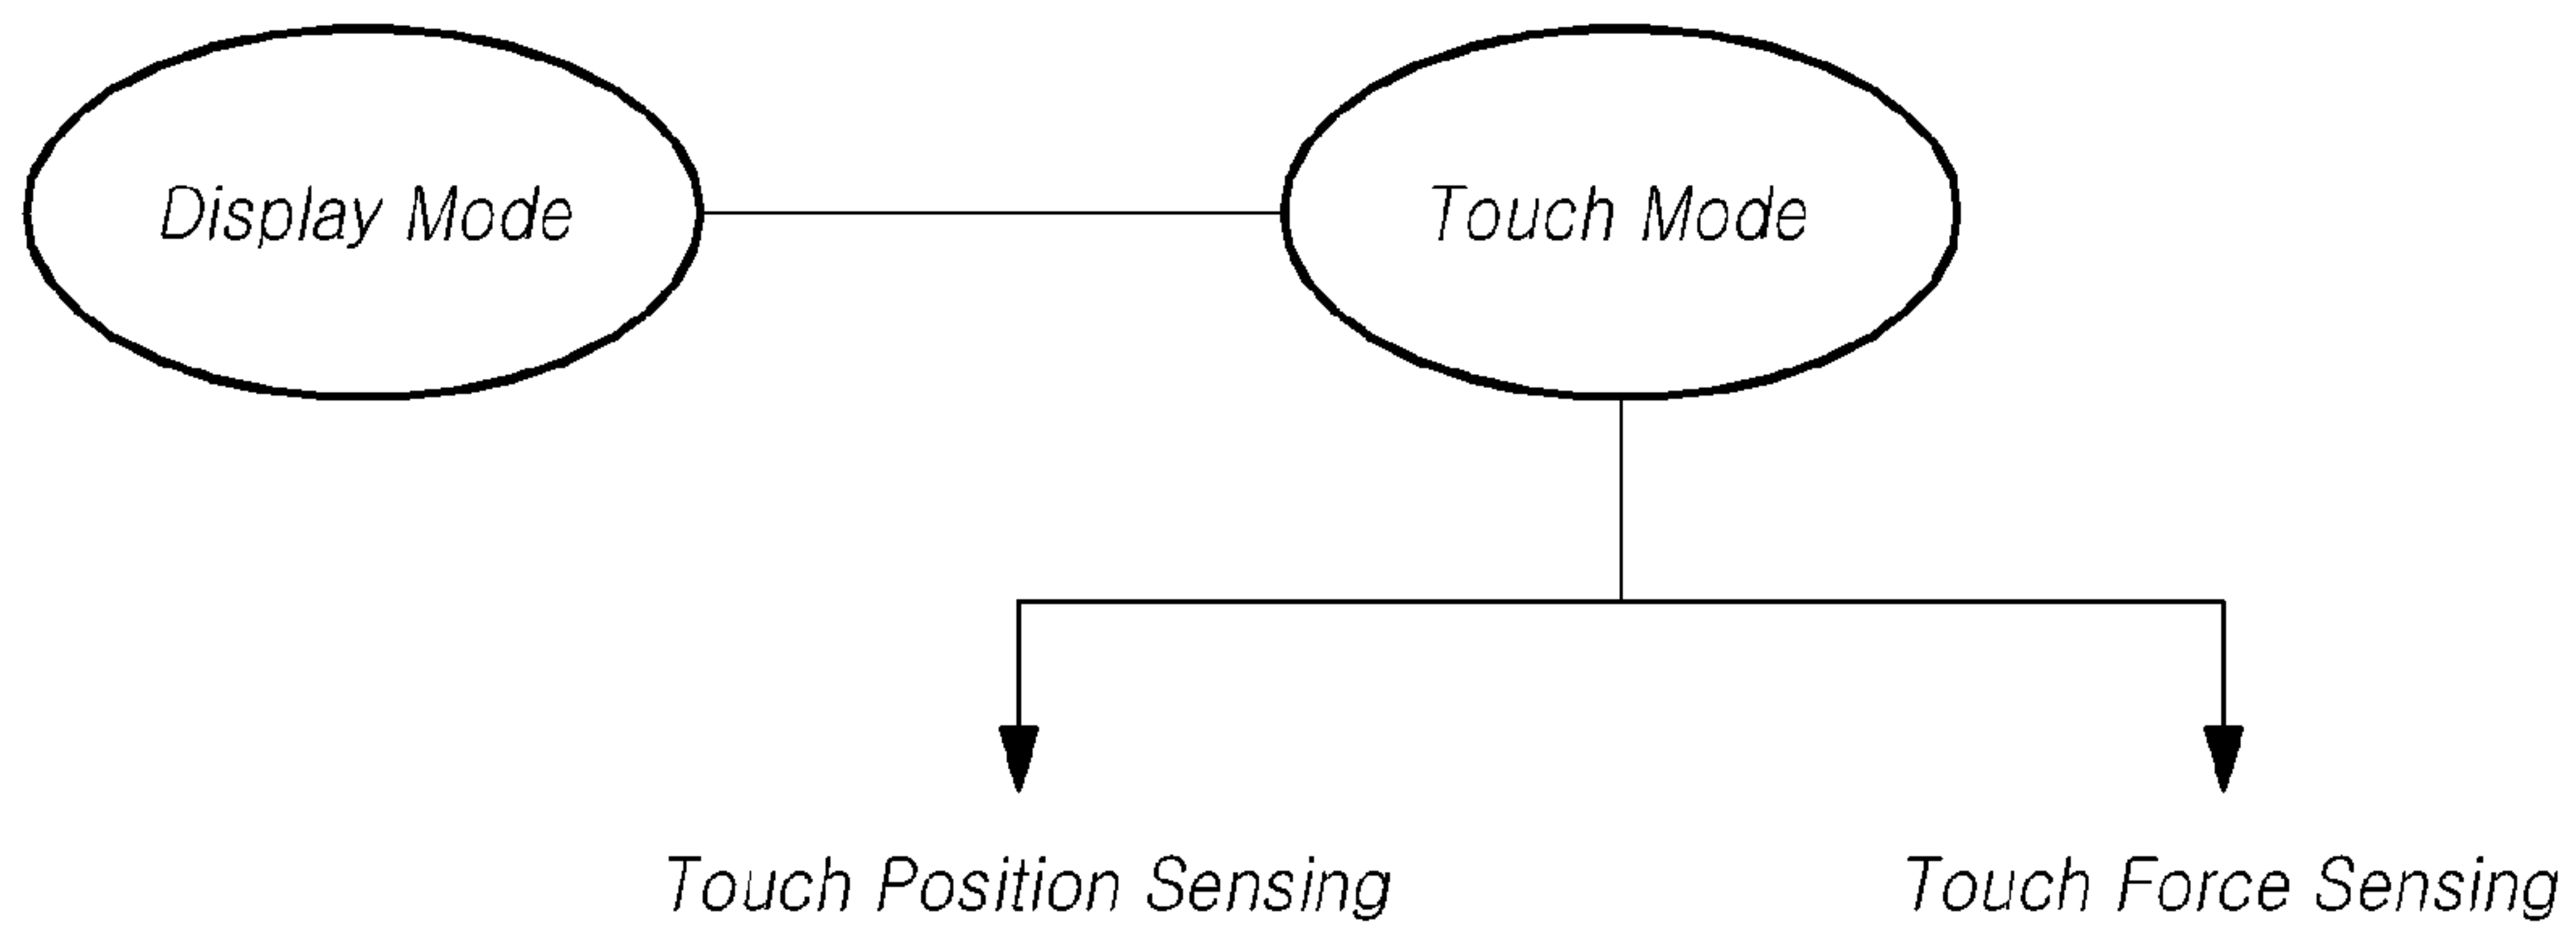 Display Mode
Touch Mode
Touch Position Sensing
Touch Force Sensing